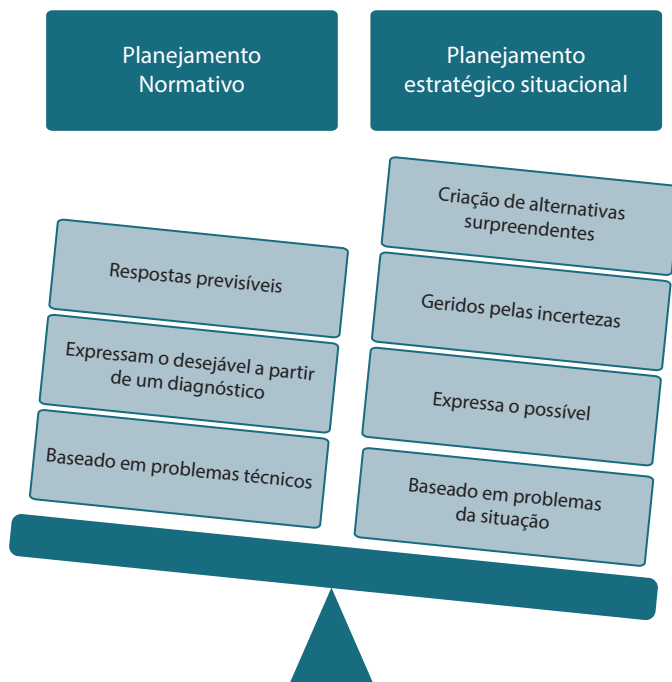 Planejamento
Normativo
Planejamento
estratégico situacional
Respostas previsíveis
Expressam o desejável a partir
de um diagnóstico
Baseado em problemas técnicos
Criação de alternativas
surpreendentes
Geridos pelas incertezas
Expressa o possível
Baseado em problemas
da situação